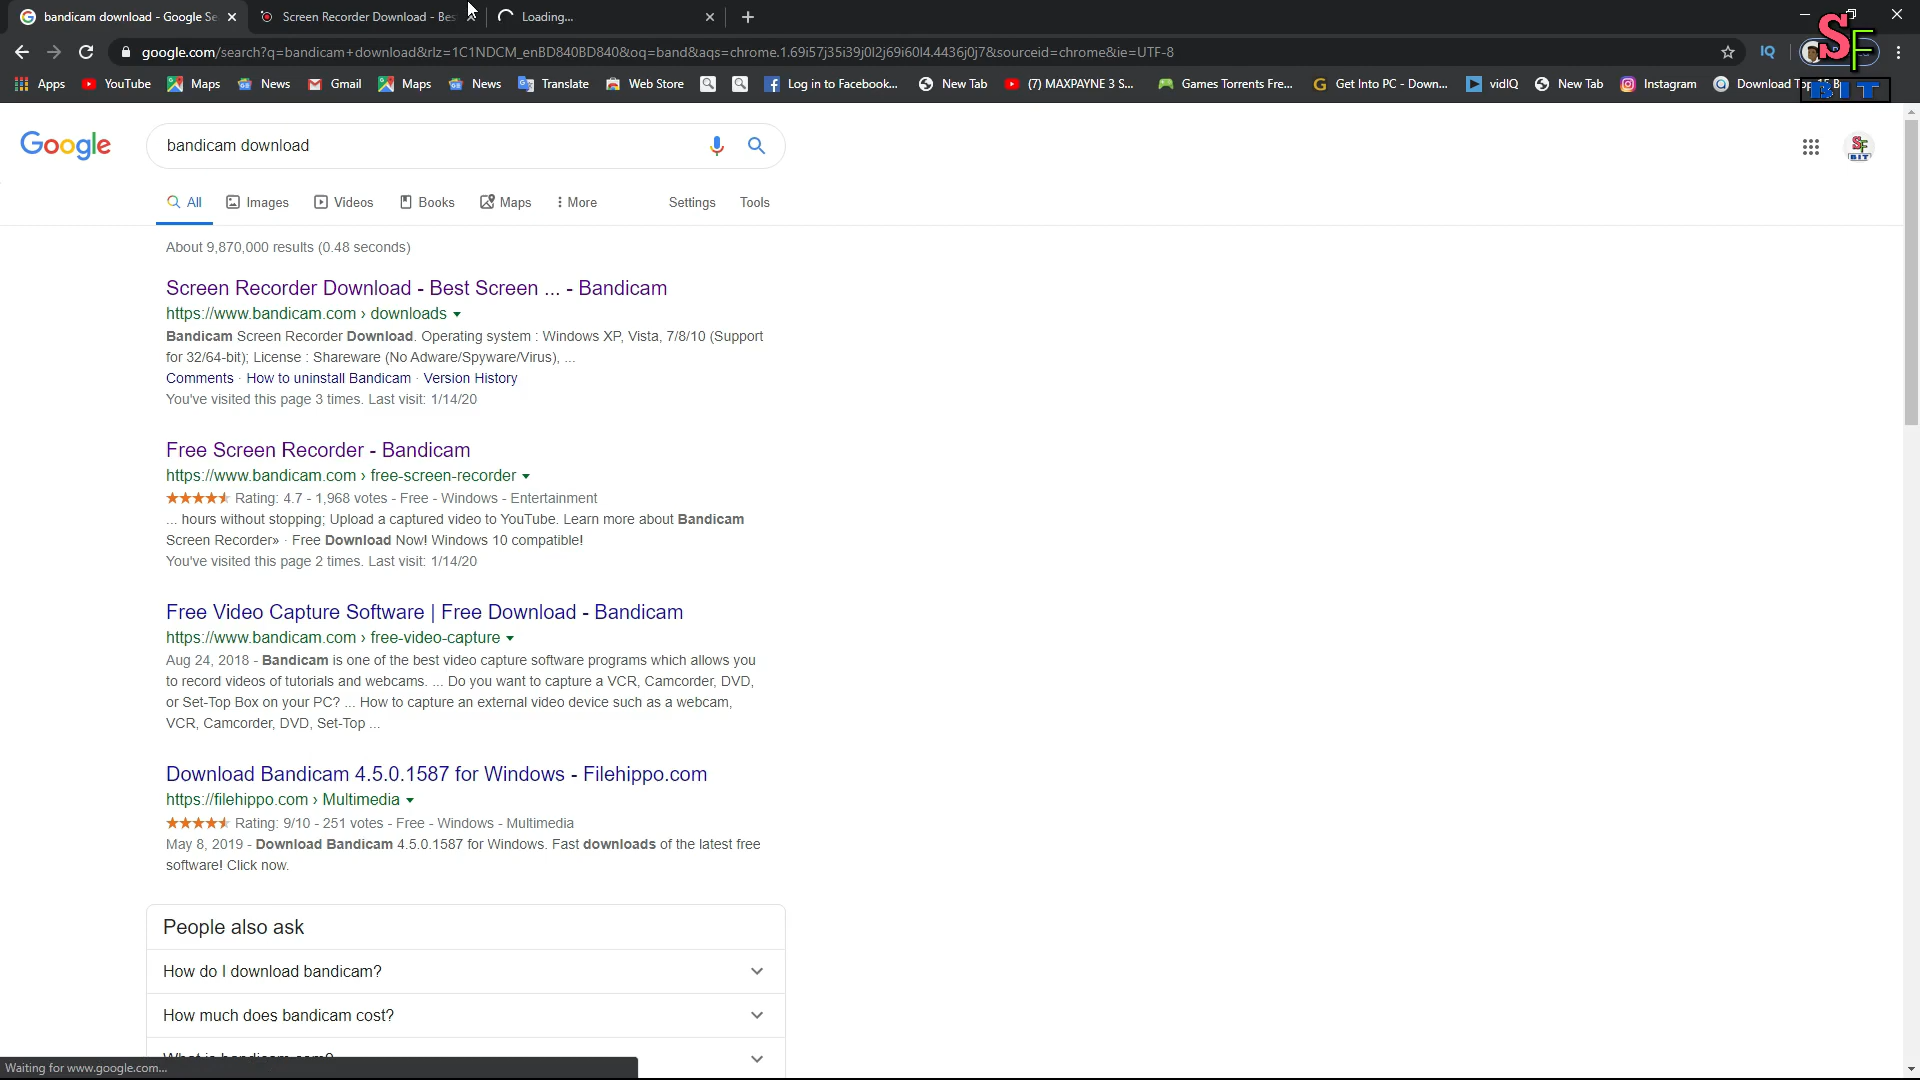 bandicam download - Google Se
Screen Recorder Download - Bes
Loading...
google.com/search?q=bandicam+download&rlz=1C1NDCM_enBD840BD840&oq=band&aqs=chrome.1.69i57j35i39j0l2j69i60l4.4436j0j7&sourceid=chrome&ie=UTF-8
IQ
SF
BIT
Apps
YouTube
Maps
News
Gmail
Maps
News
Translate
Web Store
Log in to Facebook...
New Tab
(7) MAXPAYNE 3 S...
Games Torrents Fre...
Get Into PC - Down...
vidIQ
New Tab
Instagram
Download
Google
bandicam download
SF
BIT
All
Images
Videos
Books
Maps
More
Settings
Tools
About 9,870,000 results (0.48 seconds)
Screen Recorder Download - Best Screen ... - Bandicam
https://www.bandicam.com › downloads
Bandicam Screen Recorder Download. Operating system : Windows XP, Vista, 7/8/10 (Support
for 32/64-bit); License : Shareware (No Adware/Spyware/Virus), ...
Comments · How to uninstall Bandicam · Version History
You've visited this page 3 times. Last visit: 1/14/20
Free Screen Recorder - Bandicam
https://www.bandicam.com › free-screen-recorder
Rating: 4.7 - 1,968 votes - Free - Windows - Entertainment
... hours without stopping; Upload a captured video to YouTube. Learn more about Bandicam
Screen Recorder» · Free Download Now! Windows 10 compatible!
You've visited this page 2 times. Last visit: 1/14/20
Free Video Capture Software | Free Download - Bandicam
https://www.bandicam.com › free-video-capture
Aug 24, 2018 - Bandicam is one of the best video capture software programs which allows you
to record videos of tutorials and webcams. ... Do you want to capture a VCR, Camcorder, DVD,
or Set-Top Box on your PC? ... How to capture an external video device such as a webcam,
VCR, Camcorder, DVD, Set-Top ...
Download Bandicam 4.5.0.1587 for Windows - Filehippo.com
https://filehippo.com › Multimedia
Rating: 9/10 - 251 votes - Free - Windows - Multimedia
May 8, 2019 - Download Bandicam 4.5.0.1587 for Windows. Fast downloads of the latest free
software! Click now.
People also ask
How do I download bandicam?
How much does bandicam cost?
What is bandicam.com?
Waiting for www.google.com...